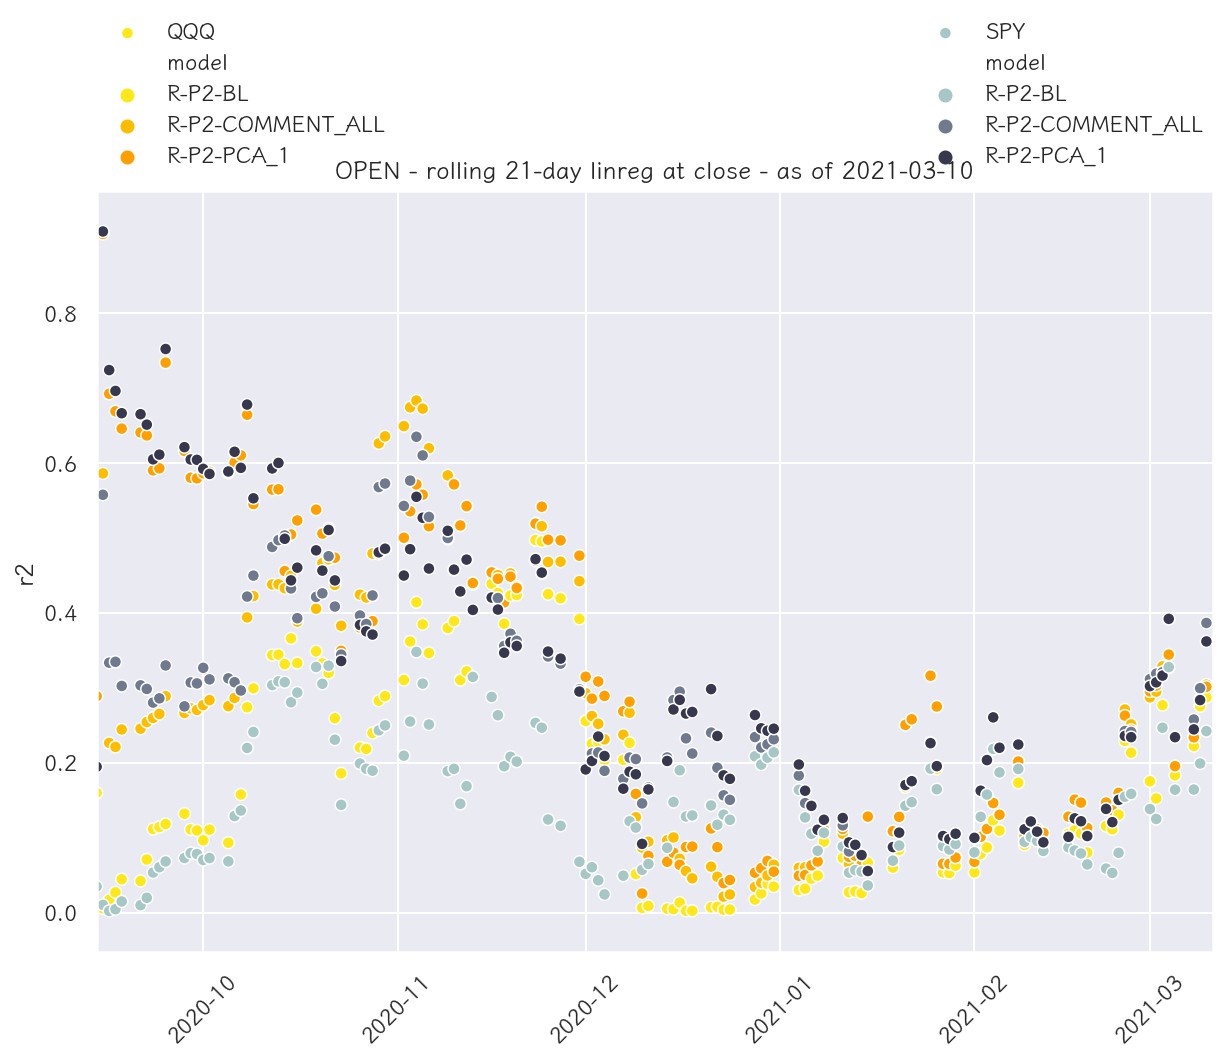 QQQ
model
R-P2-BL
R-P2-COMMENT_ALL
R-P2-PCA_1
SPY
model
R-P2-BL
R-P2-COMMENT_ALL
R-P2-PCA_1
OPEN - rolling 21-day linreg at close - as of 2021-03-10
r2
0.8
0.6
0.4
0.2
0.0
2020-10
2020-11
2020-12
2021-01
2021-02
2021-03